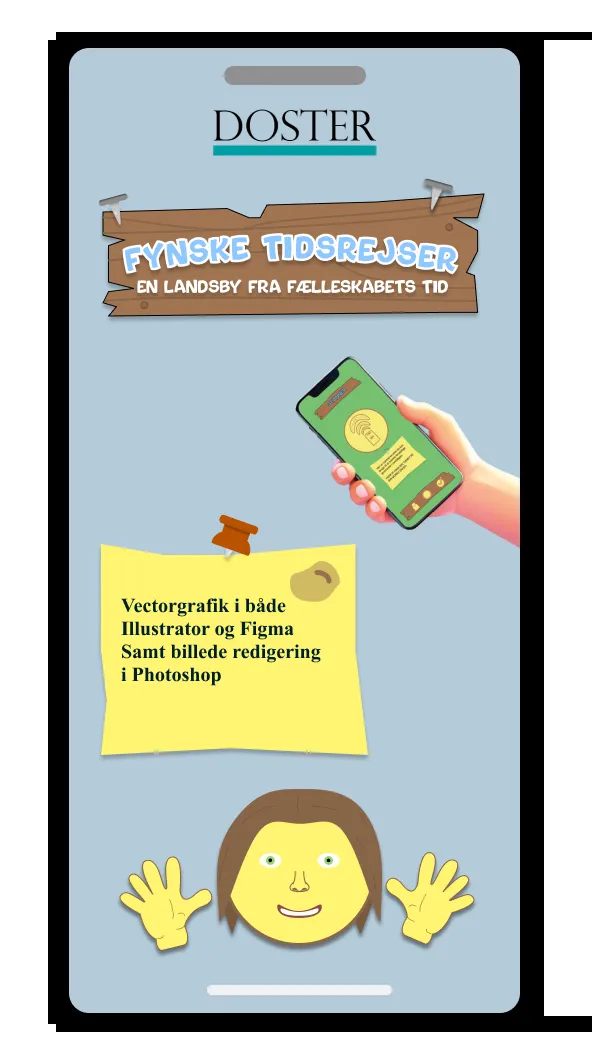 DOSTER
FYNSKE TIDSREJSER
EN LANDSBY FRA FÆLLESKABETS TID
Vectorgrafik i både
Illustrator og Figma
Samt billede redigering
i Photoshop